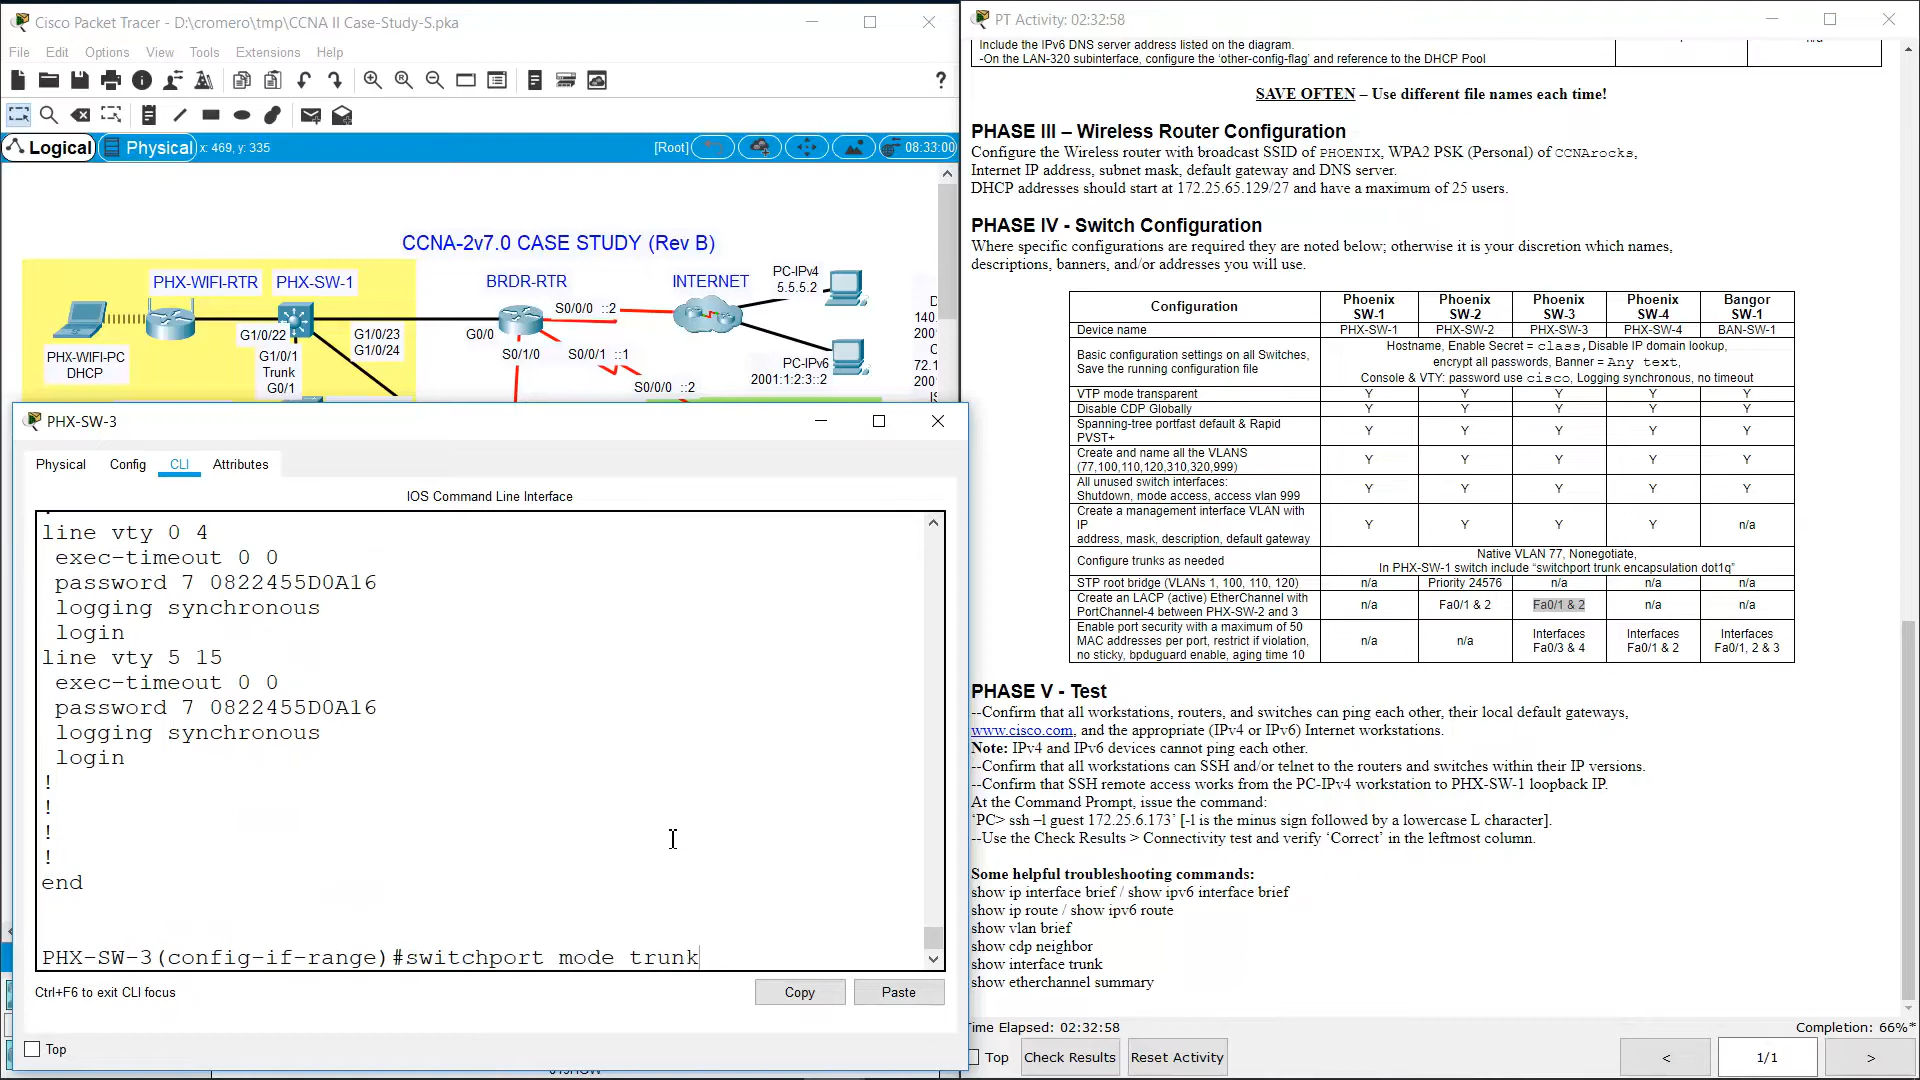 Cisco Packet Tracer - D:\cromero\tmp\CCNA II Case-Study-S.pka
File Edit Options View Tools Extensions Help
?
Logical Physical x: 469, y: 335 [Root] 08:33:00
CCNA-2v7.0 CASE STUDY (Rev B)
PHX-WIFI-RTR PHX-SW-1 BRDR-RTR INTERNET PC-IPv4
5.5.5.2
S0/0/0 ::2
G1/0/22 G1/0/23
G1/0/24 G0/0
PHX-WIFI-PC
DHCP
G1/0/1
Trunk
G0/1
S0/1/0 S0/0/1 ::1
PC-IPv6
2001:1:2:3::2
S0/0/0 ::2
D
140.
2001
C
72.1
200
IS
PHX-SW-3
Physical Config CLI Attributes
IOS Command Line Interface
line vty 0 4
exec-timeout 0 0
password 7 0822455D0A16
logging synchronous
login
line vty 5 15
exec-timeout 0 0
password 7 0822455D0A16
logging synchronous
login
!
!
!
!
end
PHX-SW-3(config-if-range)#switchport mode trunk
Ctrl+F6 to exit CLI focus
Copy Paste
Top
PT Activity: 02:32:58
Include the IPv6 DNS server address listed on the diagram.
-On the LAN-320 subinterface, configure the 'other-config-flag' and reference to the DHCP Pool
n/a
SAVE OFTEN – Use different file names each time!
PHASE III – Wireless Router Configuration
Configure the Wireless router with broadcast SSID of PHOENIX, WPA2 PSK (Personal) of CCNArocks,
Internet IP address, subnet mask, default gateway and DNS server.
DHCP addresses should start at 172.25.65.129/27 and have a maximum of 25 users.
PHASE IV - Switch Configuration
Where specific configurations are required they are noted below; otherwise it is your discretion which names,
descriptions, banners, and/or addresses you will use.
Configuration Phoenix SW-1 Phoenix SW-2 Phoenix SW-3 Phoenix SW-4 Bangor SW-1
Device name PHX-SW-1 PHX-SW-2 PHX-SW-3 PHX-SW-4 BAN-SW-1
Basic configuration settings on all Switches,
Save the running configuration file
Hostname, Enable Secret = class, Disable IP domain lookup,
encrypt all passwords, Banner = Any text,
Console & VTY: password use cisco, Logging synchronous, no timeout
VTP mode transparent Y Y Y Y Y
Disable CDP Globally Y Y Y Y Y
Spanning-tree portfast default & Rapid
PVST+ Y Y Y Y Y
Create and name all the VLANS
(77,100,110,120,310,320,999) Y Y Y Y Y
All unused switch interfaces:
Shutdown, mode access, access vlan 999 Y Y Y Y Y
Create a management interface VLAN with
IP
address, mask, description, default gateway Y Y Y Y n/a
Configure trunks as needed
Native VLAN 77, Nonegotiate,
In PHX-SW-1 switch include "switchport trunk encapsulation dot1q"
STP root bridge (VLANs 1, 100, 110, 120) n/a Priority 24576 n/a n/a n/a
Create an LACP (active) EtherChannel with
PortChannel-4 between PHX-SW-2 and 3 n/a Fa0/1 & 2 Fa0/1 & 2 n/a n/a
Enable port security with a maximum of 50
MAC addresses per port, restrict if violation,
no sticky, bpduguard enable, aging time 10 n/a n/a Interfaces Fa0/3 & 4 Interfaces Fa0/1 & 2 Interfaces Fa0/1, 2 & 3
PHASE V - Test
--Confirm that all workstations, routers, and switches can ping each other, their local default gateways,
www.cisco.com, and the appropriate (IPv4 or IPv6) Internet workstations.
Note: IPv4 and IPv6 devices cannot ping each other.
--Confirm that all workstations can SSH and/or telnet to the routers and switches within their IP versions.
--Confirm that SSH remote access works from the PC-IPv4 workstation to PHX-SW-1 loopback IP.
At the Command Prompt, issue the command:
'PC> ssh –l guest 172.25.6.173' [-l is the minus sign followed by a lowercase L character].
--Use the Check Results > Connectivity test and verify 'Correct' in the leftmost column.
Some helpful troubleshooting commands:
show ip interface brief / show ipv6 interface brief
show ip route / show ipv6 route
show vlan brief
show cdp neighbor
show interface trunk
show etherchannel summary
Time Elapsed: 02:32:58 Completion: 66%*
Top Check Results Reset Activity < 1/1 >